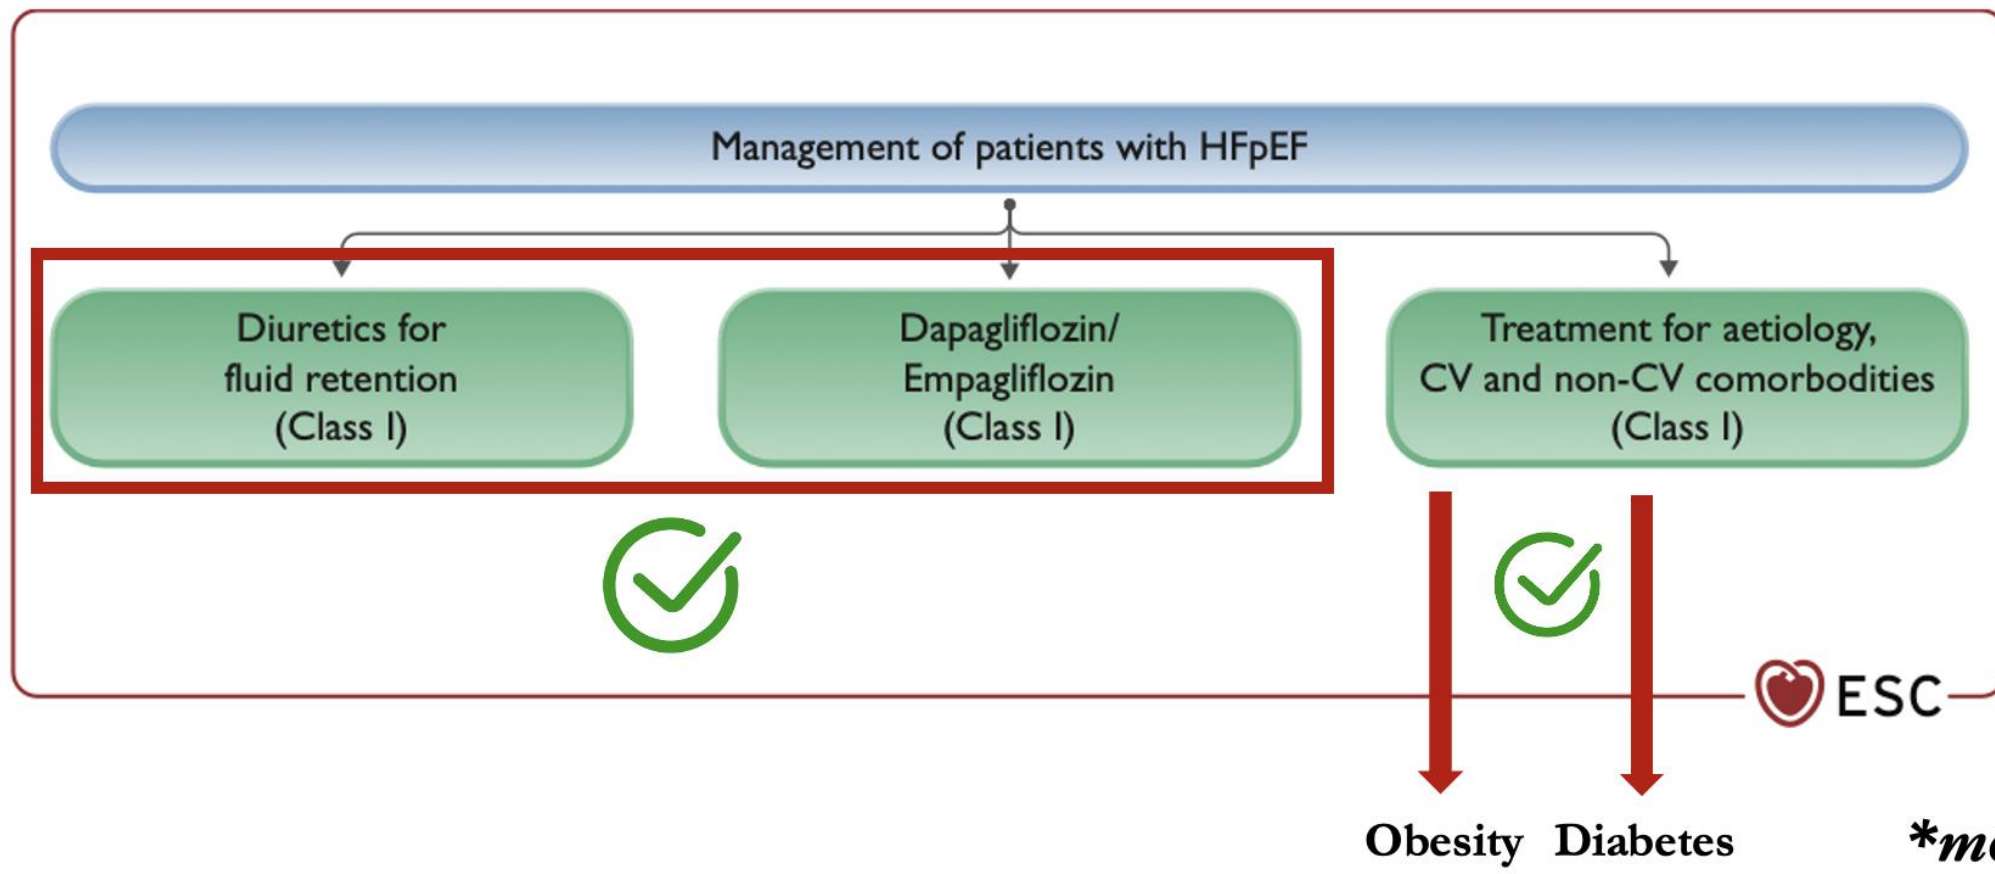 Management of patients with HFpEF
Diuretics for
fluid retention
(Class I)
Dapagliflozin/
Empagliflozin
(Class I)
Treatment for aetiology,
CV and non-CV comorbodities
(Class I)
ESC
Obesity
Diabetes